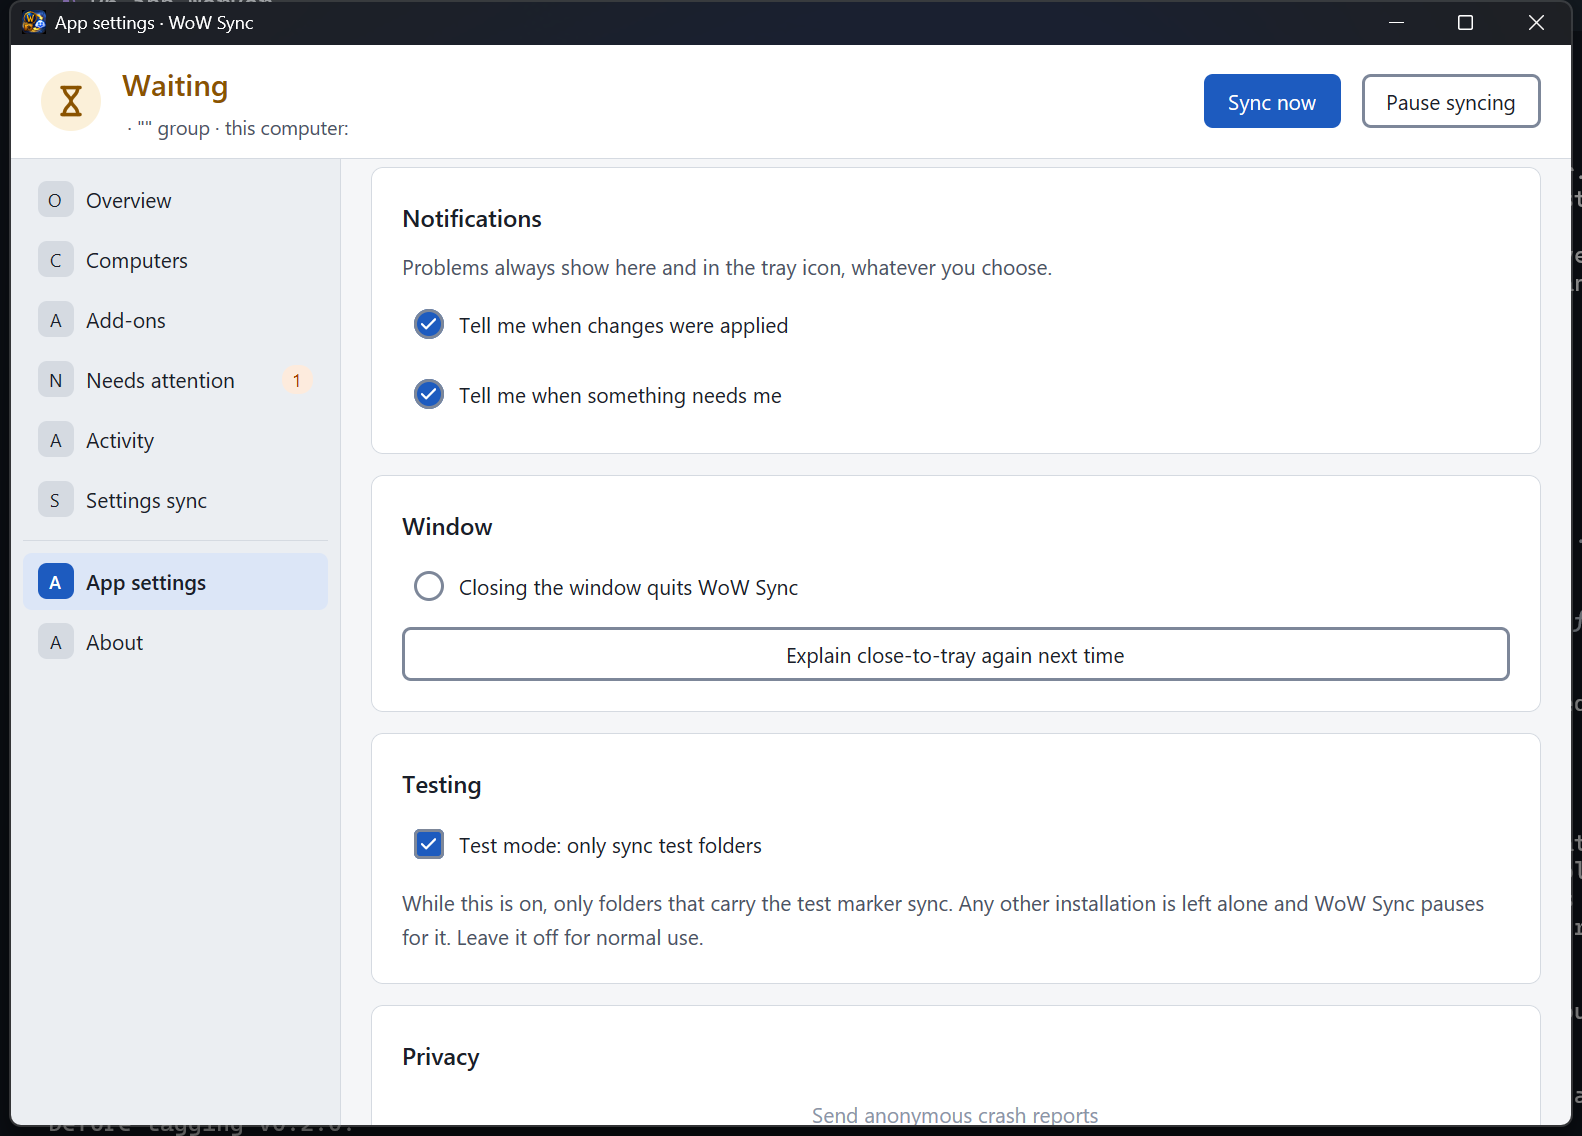 App settings · WoW Sync
Waiting
· "" group · this computer:
Sync now
Pause syncing
O Overview
C Computers
A Add-ons
N Needs attention 1
A Activity
S Settings sync
A App settings
A About
Notifications
Problems always show here and in the tray icon, whatever you choose.
Tell me when changes were applied
Tell me when something needs me
Window
Closing the window quits WoW Sync
Explain close-to-tray again next time
Testing
Test mode: only sync test folders
While this is on, only folders that carry the test marker sync. Any other installation is left alone and WoW Sync pauses
for it. Leave it off for normal use.
Privacy
Send anonymous crash reports